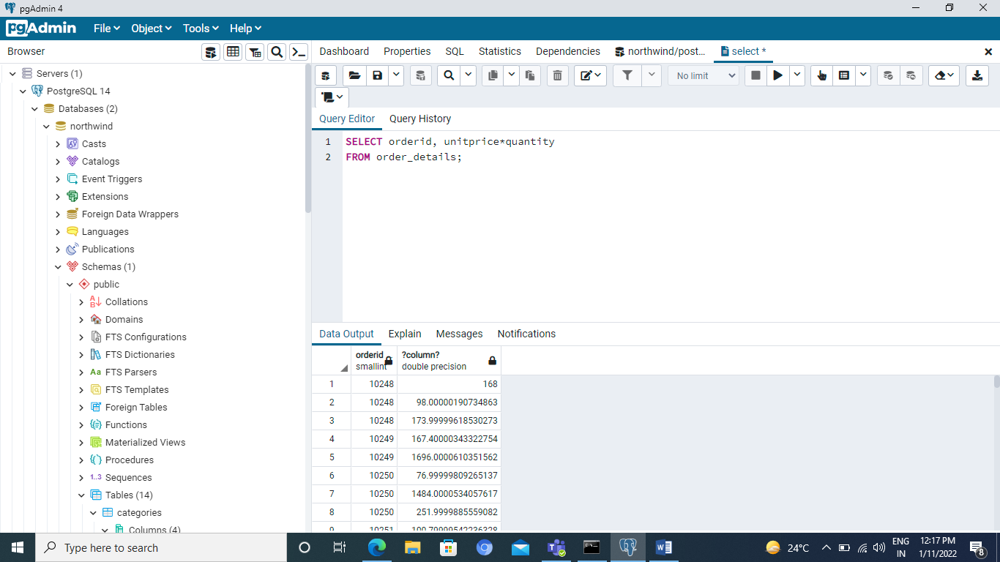 pgAdmin 4
pgAdmin File Object Tools Help
Browser
Dashboard Properties SQL Statistics Dependencies northwind/post... select *
No limit
Query Editor Query History
1 SELECT orderid, unitprice*quantity
2 FROM order_details;
Servers (1)
PostgreSQL 14
Databases (2)
northwind
Casts
Catalogs
Event Triggers
Extensions
Foreign Data Wrappers
Languages
Publications
Schemas (1)
public
Collations
Domains
FTS Configurations
FTS Dictionaries
Aa FTS Parsers
FTS Templates
Foreign Tables
Functions
Materialized Views
Procedures
1..3 Sequences
Tables (14)
categories
Columns (4)
Data Output Explain Messages Notifications
orderid ?column?
smallint double precision
1 10248 168
2 10248 98.00000190734863
3 10248 173.99999618530273
4 10249 167.40000343322754
5 10249 1696.0000610351562
6 10250 76.99999809265137
7 10250 1484.0000534057617
8 10250 251.9999885559082
9 10251 100.79999542236328
Type here to search
24°C
ENG
IN
12:17 PM
1/11/2022
8